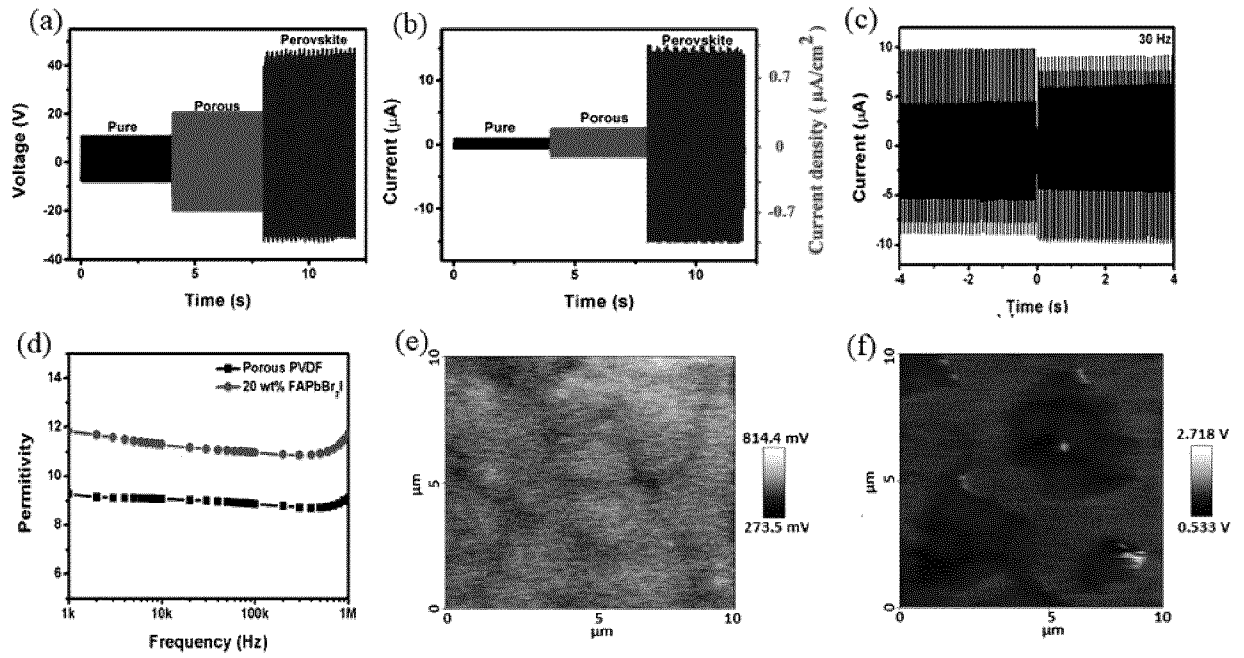 (a)
Perovskite
Porous
Pure
Voltage (V)
40
20
0
-20
-40
0
5
10
Time (s)
(b)
Perovskite
Porous
Pure
Current (μA)
10
0
-10
0
5
10
Time (s)
0.7
0
-0.7
Current density ( μA/cm²)
(c)
30 Hz
Current (μA)
10
5
0
-5
-10
-4
-2
0
2
4
Time (s)
(d)
Porous PVDF
20 wt% FAPbBr₂I
Permitivity
14
12
10
8
6
1k
10k
100k
1M
Frequency (Hz)
(e)
10
5
0
μm
0
5
10
μm
814.4 mV
273.5 mV
(f)
10
5
0
μm
0
5
10
μm
2.718 V
0.533 V